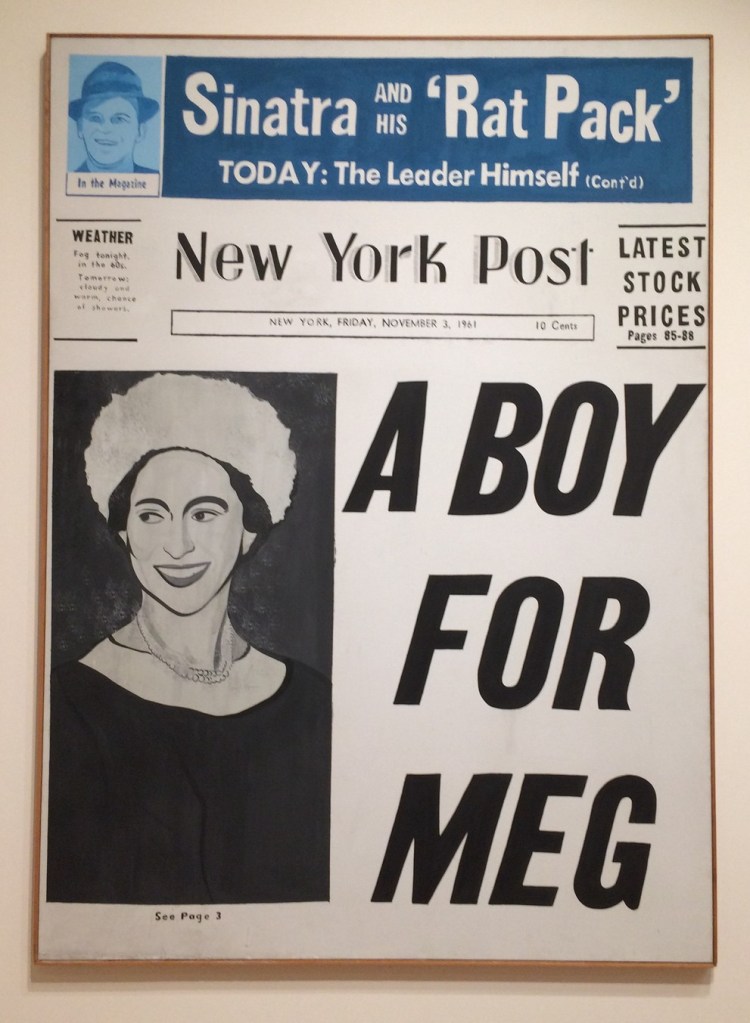 Sinatra AND HIS 'Rat Pack'
TODAY: The Leader Himself (Cont'd)
In the Magazine
WEATHER
Fog tonight,
in the 60s.
Tomorrow:
cloudy and
warm, chance
of showers.
New York Post
NEW YORK, FRIDAY, NOVEMBER 3, 1961 10 Cents
LATEST
STOCK
PRICES
Pages 85-88
A BOY
FOR
MEG
See Page 3